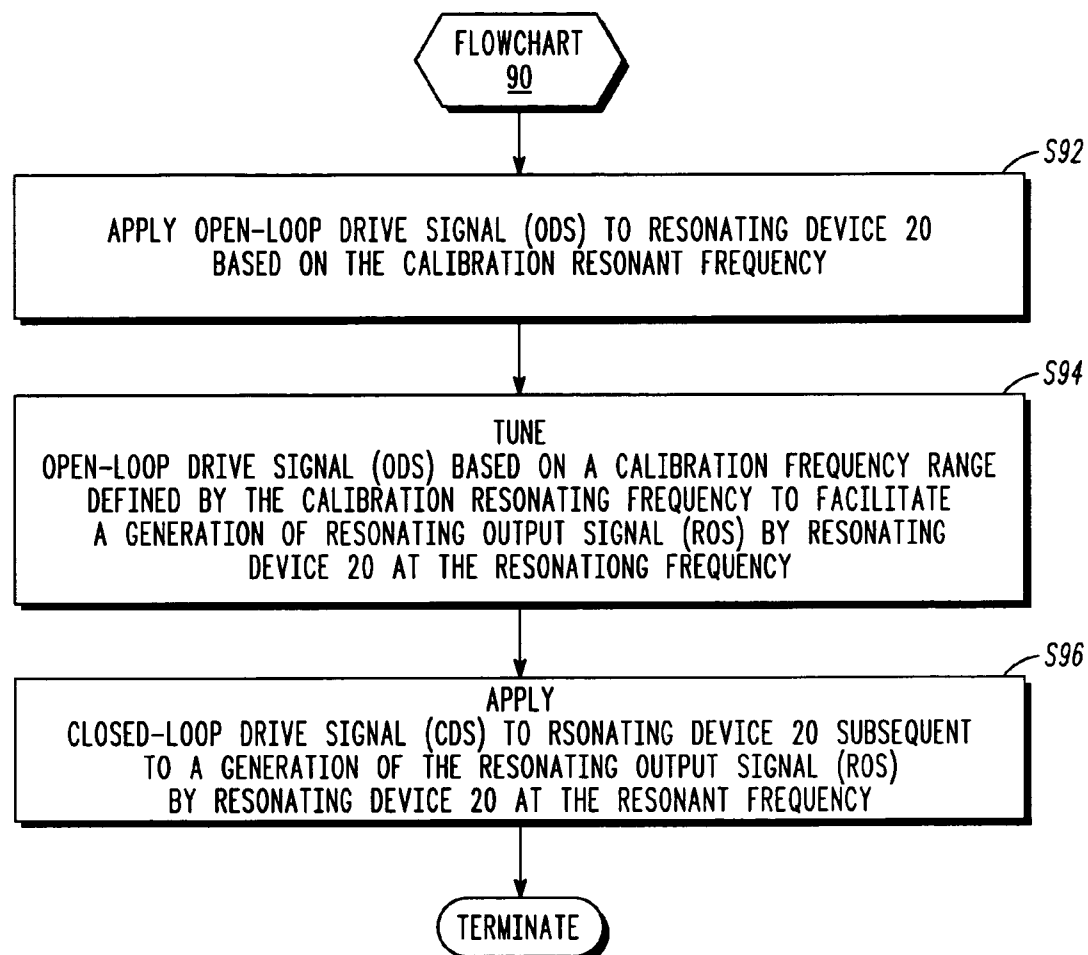 FLOWCHART
90
S92
APPLY OPEN-LOOP DRIVE SIGNAL (ODS) TO RESONATING DEVICE 20
BASED ON THE CALIBRATION RESONANT FREQUENCY
S94
TUNE
OPEN-LOOP DRIVE SIGNAL (ODS) BASED ON A CALIBRATION FREQUENCY RANGE
DEFINED BY THE CALIBRATION RESONATING FREQUENCY TO FACILITATE
A GENERATION OF RESONATING OUTPUT SIGNAL (ROS) BY RESONATING
DEVICE 20 AT THE RESONATIONG FREQUENCY
S96
APPLY
CLOSED-LOOP DRIVE SIGNAL (CDS) TO RSONATING DEVICE 20 SUBSEQUENT
TO A GENERATION OF THE RESONATING OUTPUT SIGNAL (ROS)
BY RESONATING DEVICE 20 AT THE RESONANT FREQUENCY
TERMINATE